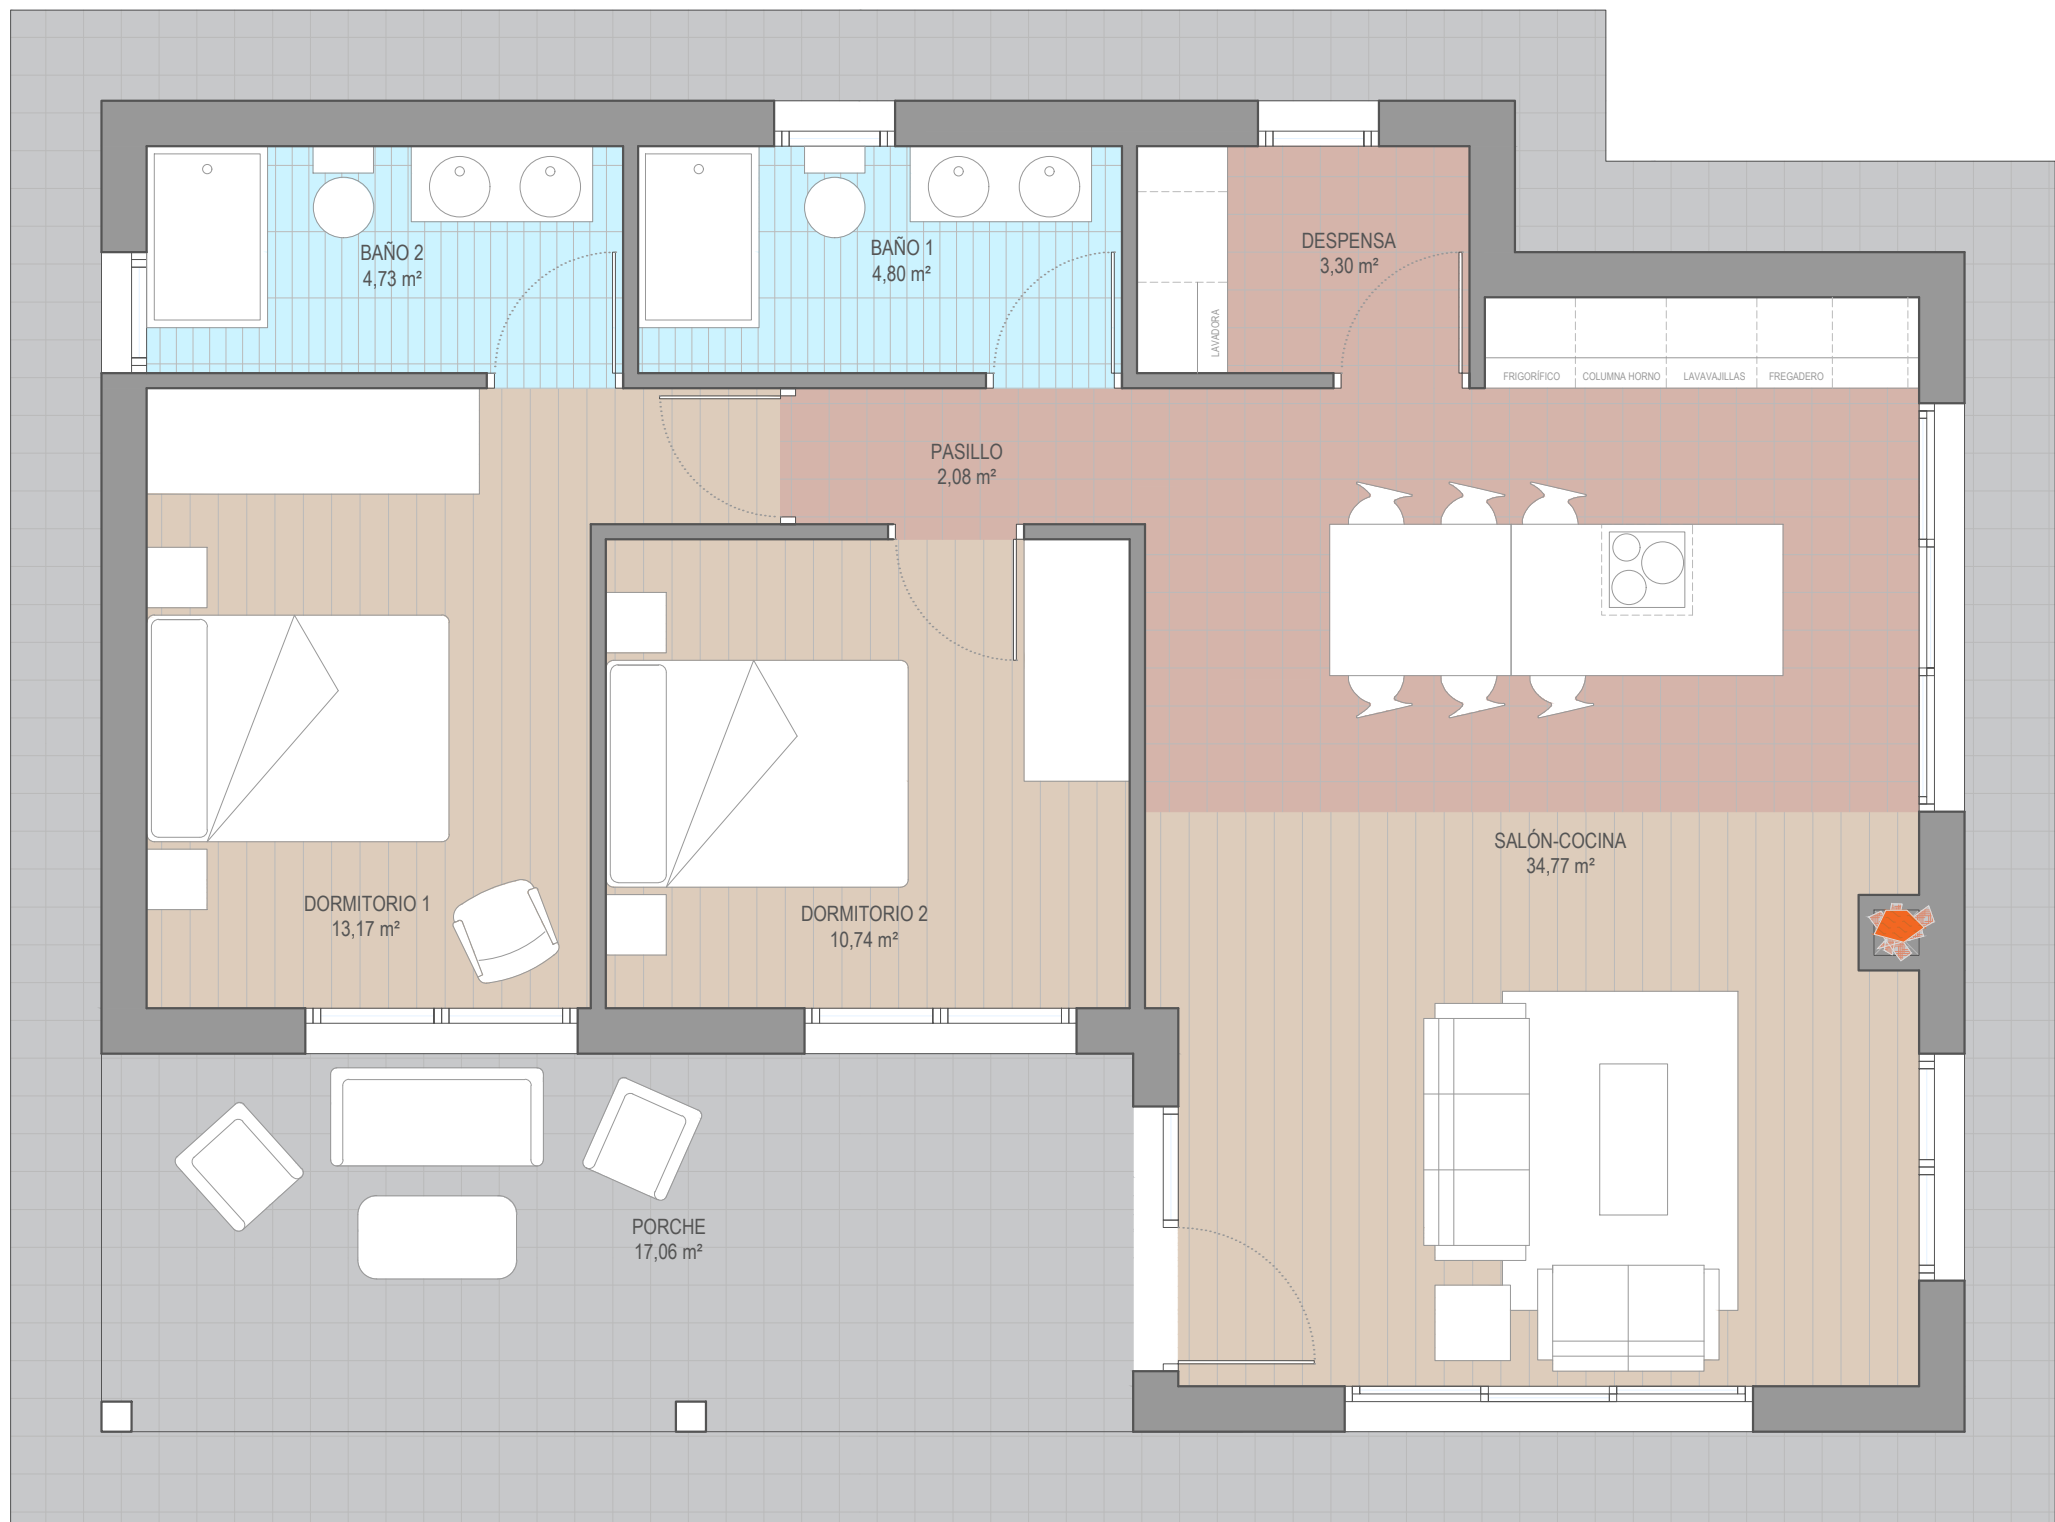 BAÑO 2
4,73 m²
BAÑO 1
4,80 m²
DESPENSA
3,30 m²
LAVADORA
FRIGORÍFICO
COLUMNA HORNO
LAVAVAJILLAS
FREGADERO
PASILLO
2,08 m²
SALÓN-COCINA
34,77 m²
DORMITORIO 1
13,17 m²
DORMITORIO 2
10,74 m²
PORCHE
17,06 m²